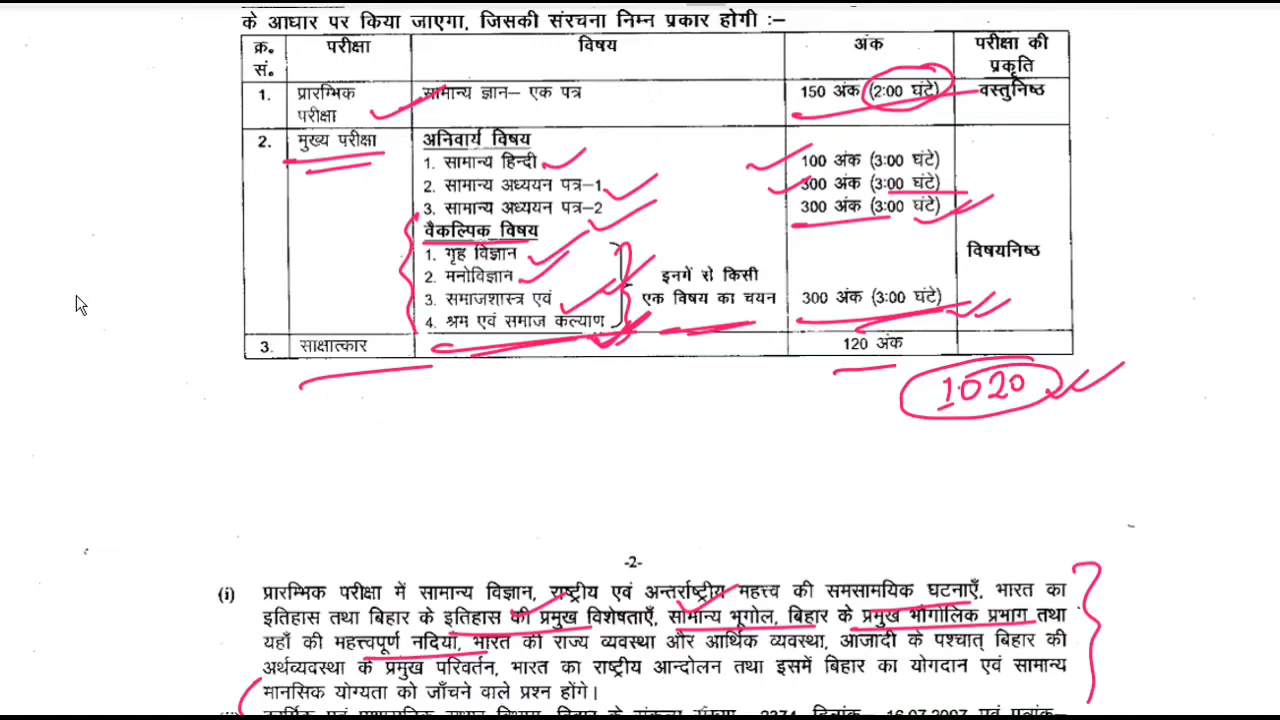 के आधार पर किया जाएगा, जिसकी संरचना निम्न प्रकार होगी :–
क्र. सं. परीक्षा विषय अंक परीक्षा की प्रकृति
1. प्रारम्भिक परीक्षा सामान्य ज्ञान– एक पत्र 150 अंक (2:00 घंटे) वस्तुनिष्ठ
2. मुख्य परीक्षा अनिवार्य विषय
1. सामान्य हिन्दी 100 अंक (3:00 घंटे)
2. सामान्य अध्ययन पत्र–1 300 अंक (3:00 घंटे)
3. सामान्य अध्ययन पत्र–2 300 अंक (3:00 घंटे)
वैकल्पिक विषय
1. गृह विज्ञान विषयनिष्ठ
2. मनोविज्ञान इनमें से किसी
3. समाजशास्त्र एवं एक विषय का चयन 300 अंक (3:00 घंटे)
4. श्रम एवं समाज कल्याण
3. साक्षात्कार 120 अंक
1020
-2-
(i) प्रारम्भिक परीक्षा में सामान्य विज्ञान, राष्ट्रीय एवं अन्तर्राष्ट्रीय महत्त्व की समसामयिक घटनाएँ, भारत का
इतिहास तथा बिहार के इतिहास की प्रमुख विशेषताएँ, सामान्य भूगोल, बिहार के प्रमुख भौगोलिक प्रभाग तथा
यहाँ की महत्त्वपूर्ण नदियाँ, भारत की राज्य व्यवस्था और आर्थिक व्यवस्था, आजादी के पश्चात् बिहार की
अर्थव्यवस्था के प्रमुख परिवर्तन, भारत का राष्ट्रीय आन्दोलन तथा इसमें बिहार का योगदान एवं सामान्य
मानसिक योग्यता को जाँचने वाले प्रश्न होंगे।